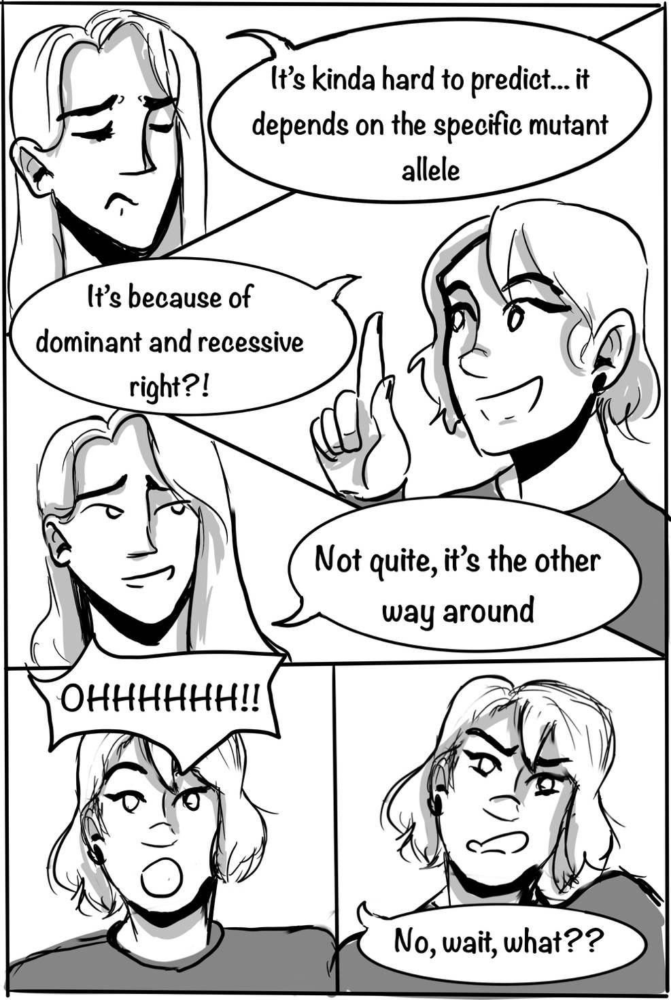 It's kinda hard to predict... it
depends on the specific mutant
allele
It's because of
dominant and recessive
right?!
Not quite, it's the other
way around
OHHHHHHH!!
No, wait, what??